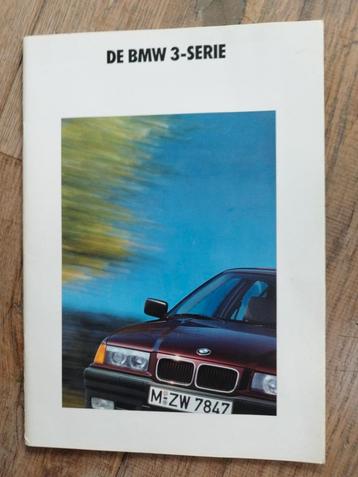 DE BMW 3-SERIE
M-ZW 7847